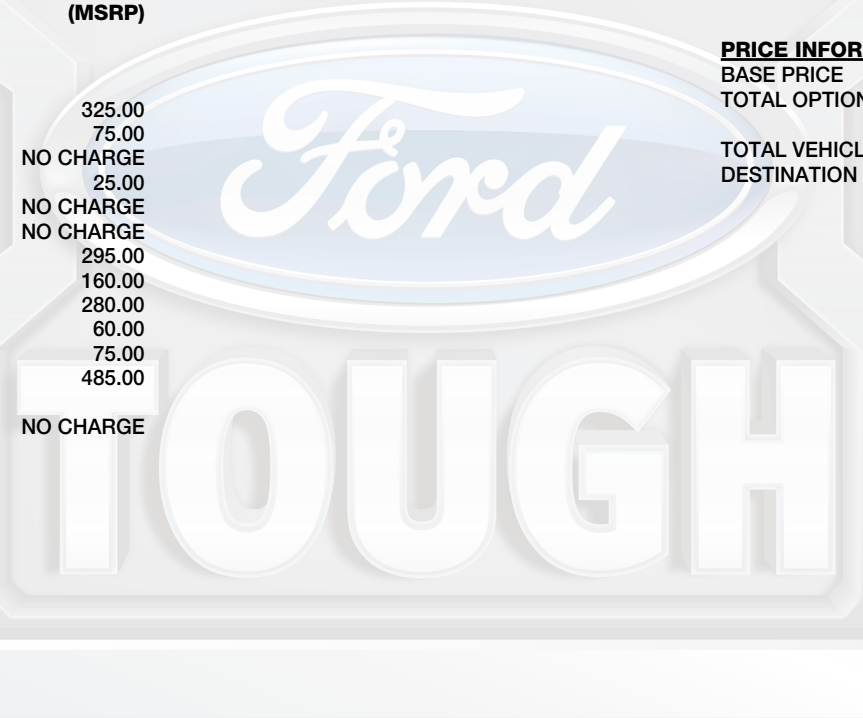 (MSRP)
325.00
75.00
NO CHARGE
25.00
NO CHARGE
NO CHARGE
295.00
160.00
280.00
60.00
75.00
485.00
NO CHARGE
PRICE INFOR
BASE PRICE
TOTAL OPTION
TOTAL VEHICL
DESTINATION
Ford
TOUGH